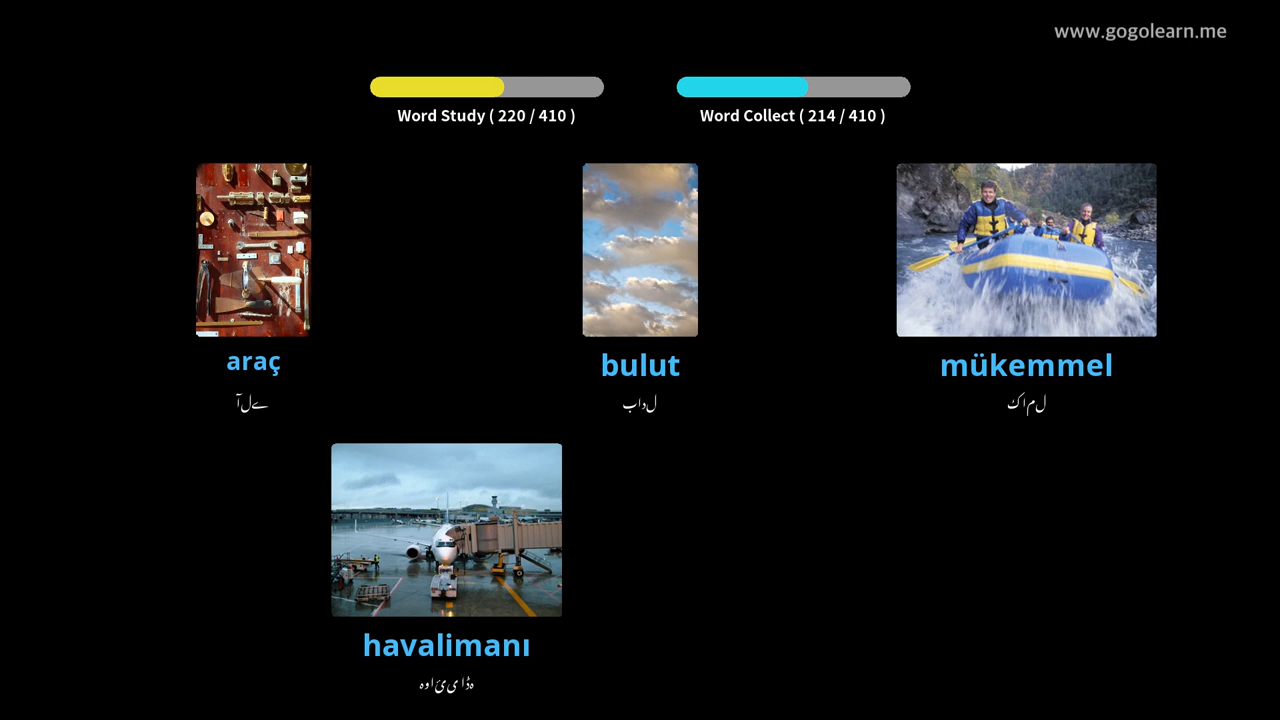 www.gogolearn.me
Word Study ( 220 / 410 )
Word Collect ( 214 / 410 )
araç
bulut
mükemmel
آلے
بادل
کامل
havalimanı
ہوائی اڈہ